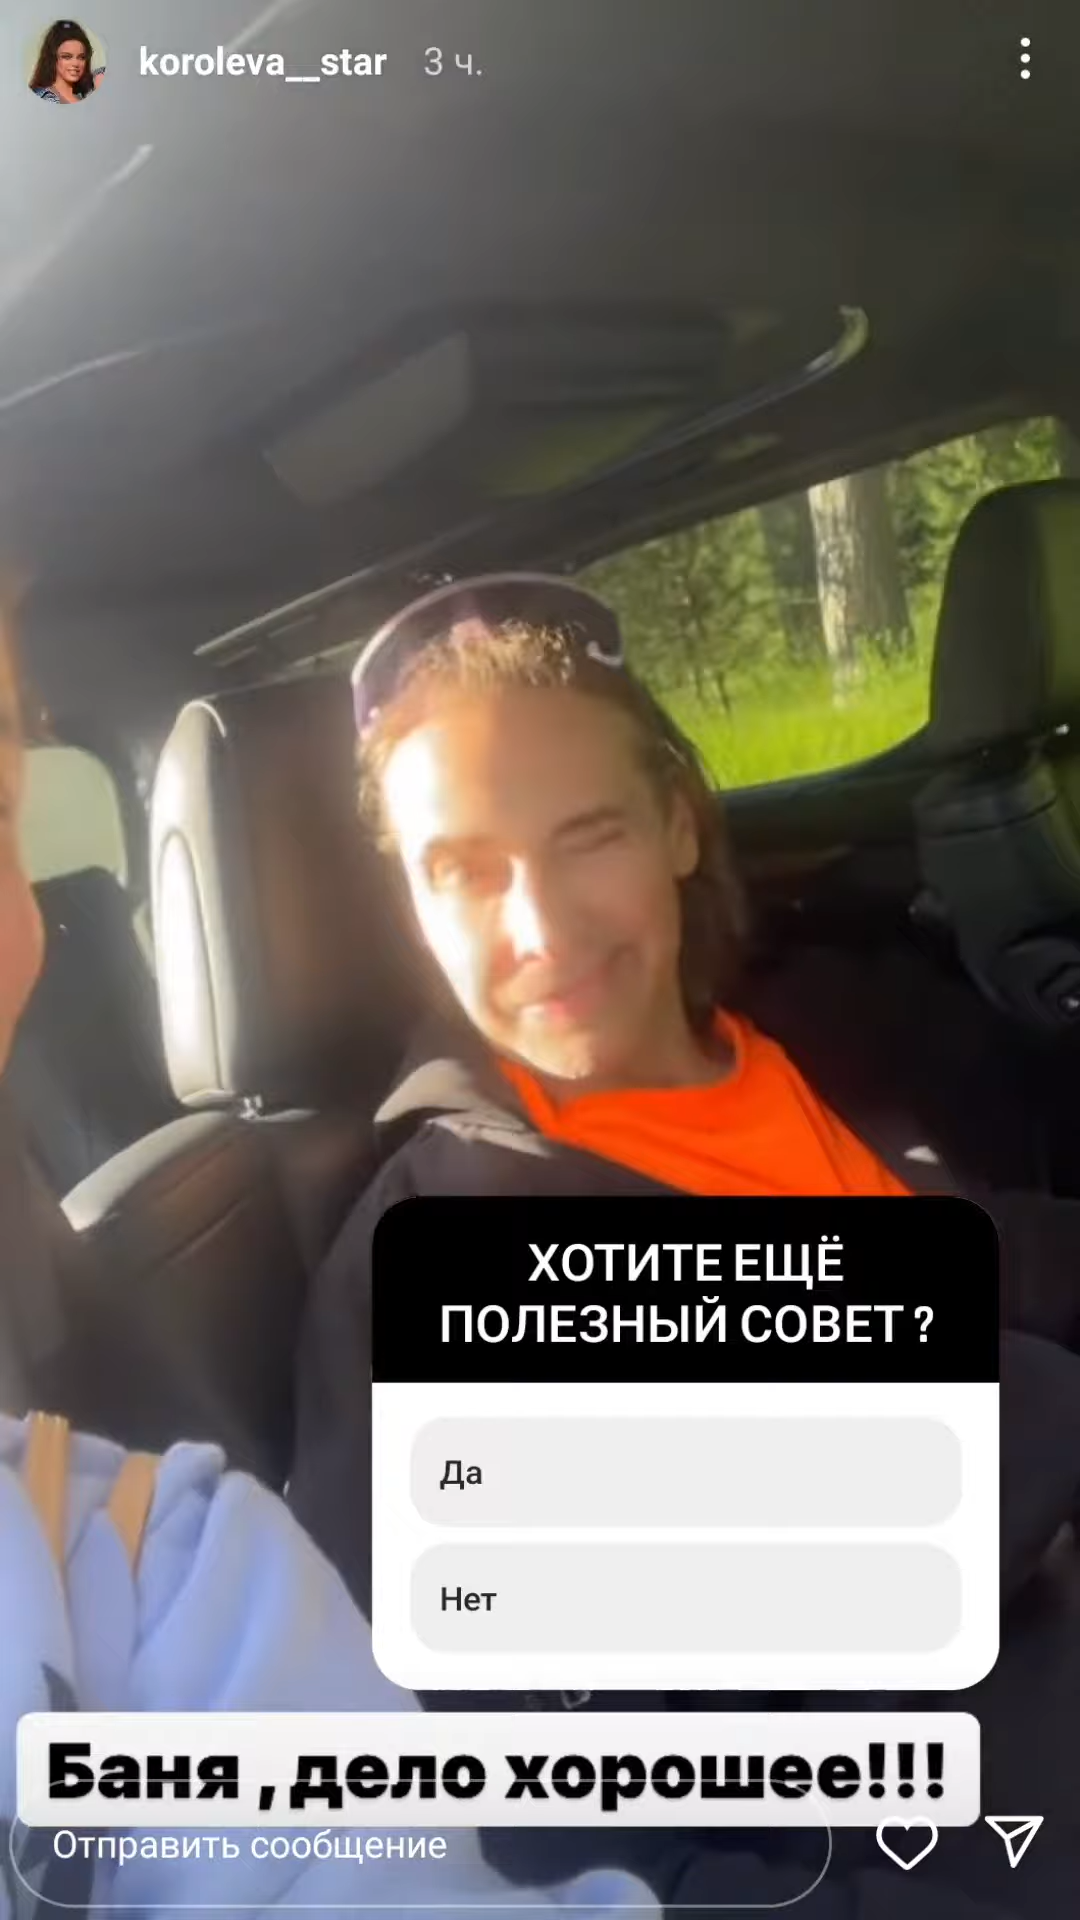 koroleva__star 3 ч.
ХОТИТЕ ЕЩЁ
ПОЛЕЗНЫЙ СОВЕТ ?
Да
Нет
Баня , дело хорошее!!!
Отправить сообщение